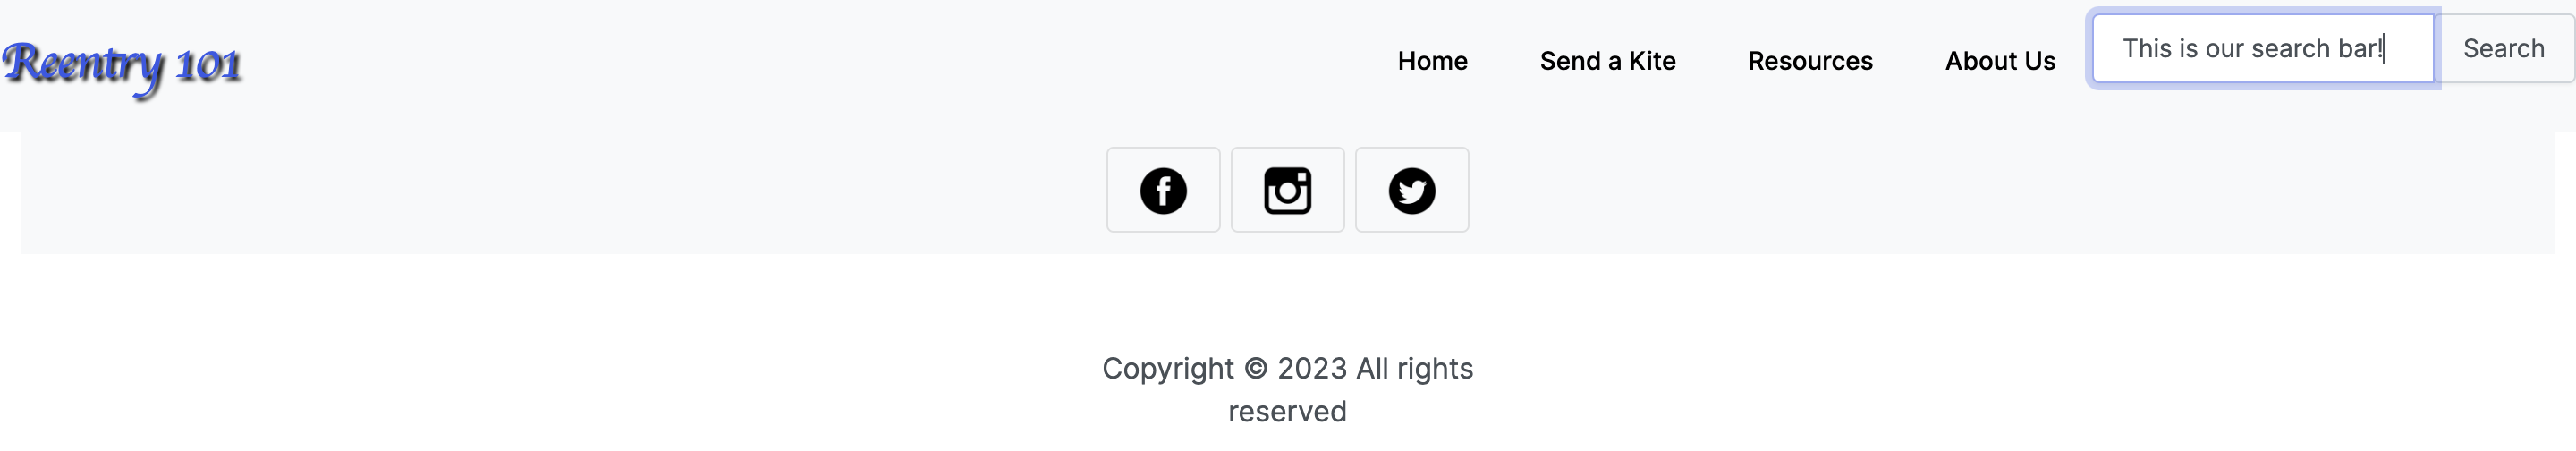 Reentry 101
Home Send a Kite Resources About Us This is our search bar! Search
Copyright © 2023 All rights
reserved